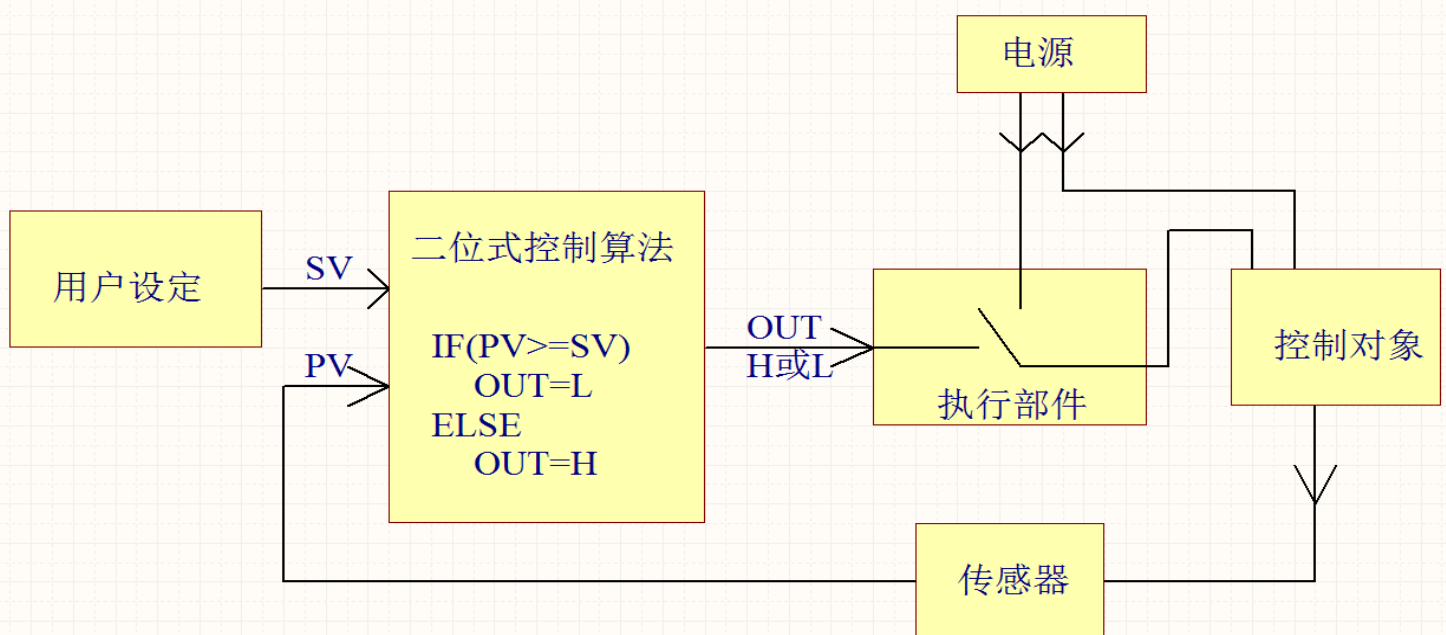 电源
用户设定
SV
PV
二位式控制算法
IF(PV>=SV)
OUT=L
ELSE
OUT=H
OUT
H或L
执行部件
控制对象
传感器